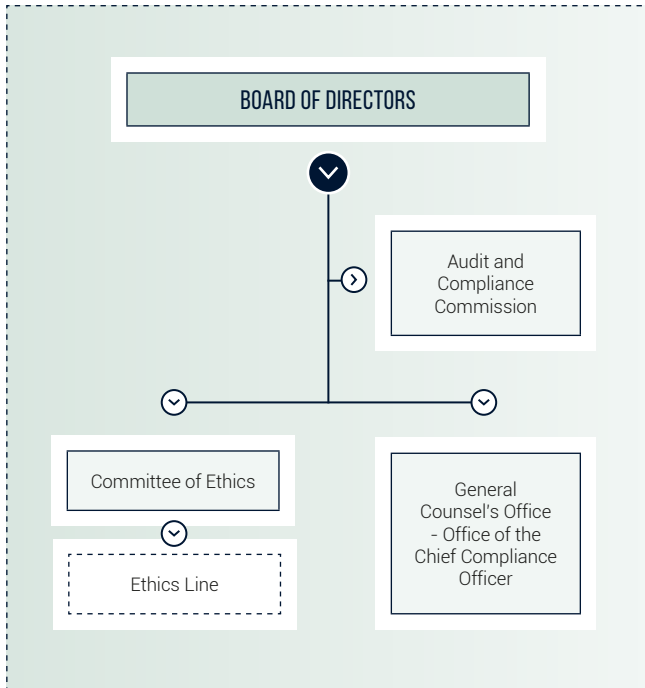 BOARD OF DIRECTORS
Audit and
Compliance
Commission
Committee of Ethics
Ethics Line
General
Counsel's Office
- Office of the
Chief Compliance
Officer